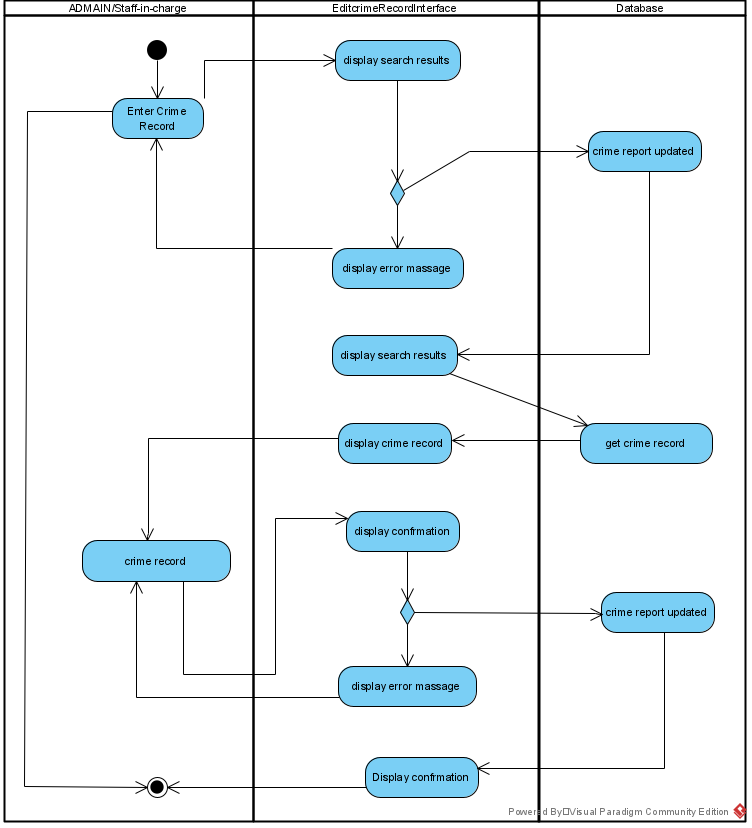 ADMAIN/Staff-in-charge
EditcrimeRecordInterface
Database
display search results
Enter Crime
Record
crime report updated
display error massage
display search results
display crime record
get crime record
display confrmation
crime record
crime report updated
display error massage
Display confrmation
Powered By□Visual Paradigm Community Edition